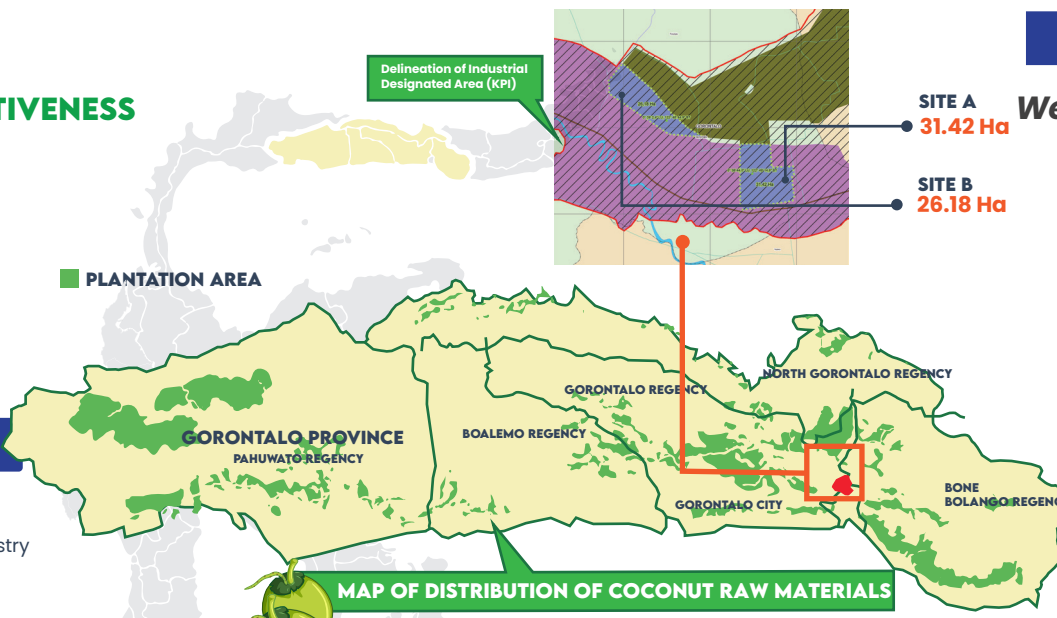 Delineation of Industrial
Designated Area (KPI)
TIVENESS
SITE A
31.42 Ha
We
SITE B
26.18 Ha
PLANTATION AREA
NORTH GORONTALO REGENCY
GORONTALO REGENCY
GORONTALO PROVINCE
BOALEMO REGENCY
PAHUWATO REGENCY
BONE
BOLANGO REGENC
GORONTALO CITY
stry
MAP OF DISTRIBUTION OF COCONUT RAW MATERIALS